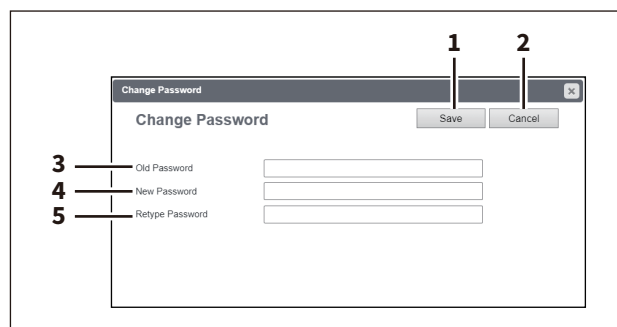 1 2
Change Password
Change Password Save Cancel
3 Old Password
4 New Password
5 Retype Password